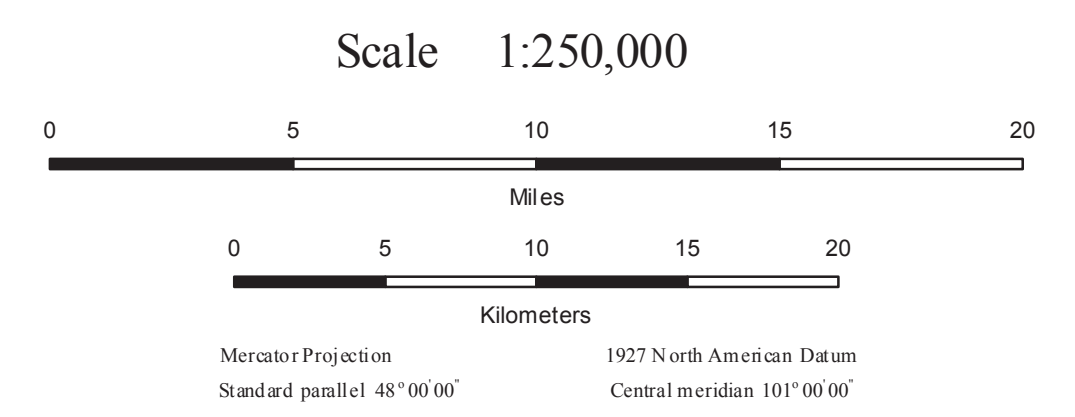 Scale 1:250,000
0 5 10 15 20
Miles
0 5 10 15 20
Kilometers
Mercator Projection 1927 North American Datum
Standard parallel 48°00'00" Central meridian 101°00'00"